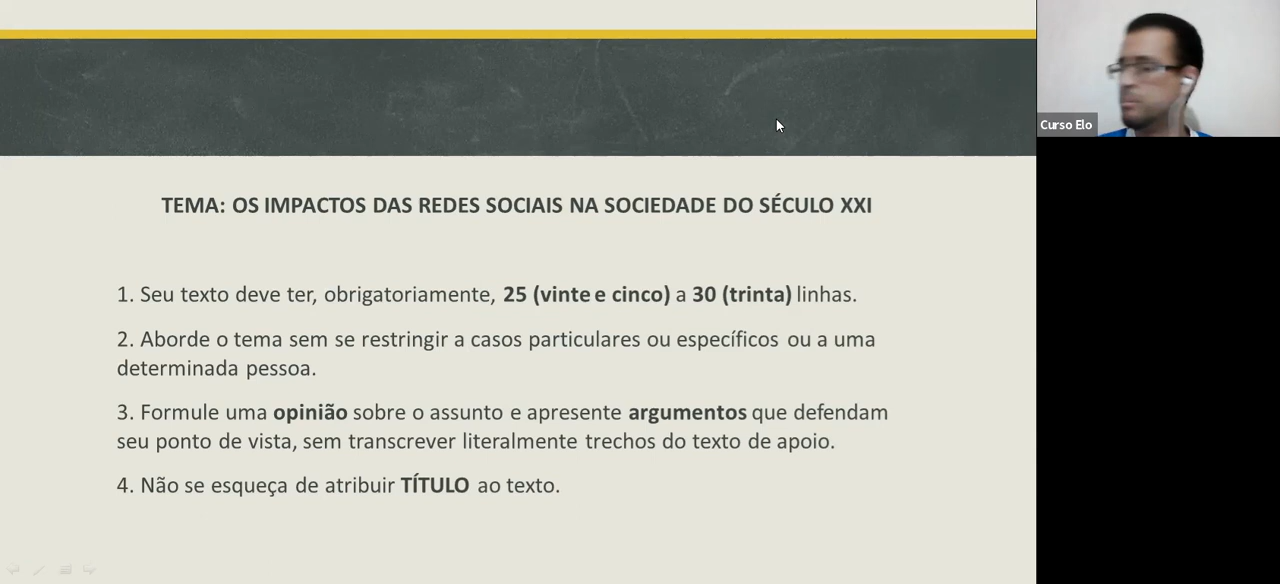 Curso Elo
TEMA: OS IMPACTOS DAS REDES SOCIAIS NA SOCIEDADE DO SÉCULO XXI
1. Seu texto deve ter, obrigatoriamente, 25 (vinte e cinco) a 30 (trinta) linhas.
2. Aborde o tema sem se restringir a casos particulares ou específicos ou a uma
determinada pessoa.
3. Formule uma opinião sobre o assunto e apresente argumentos que defendam
seu ponto de vista, sem transcrever literalmente trechos do texto de apoio.
4. Não se esqueça de atribuir TÍTULO ao texto.